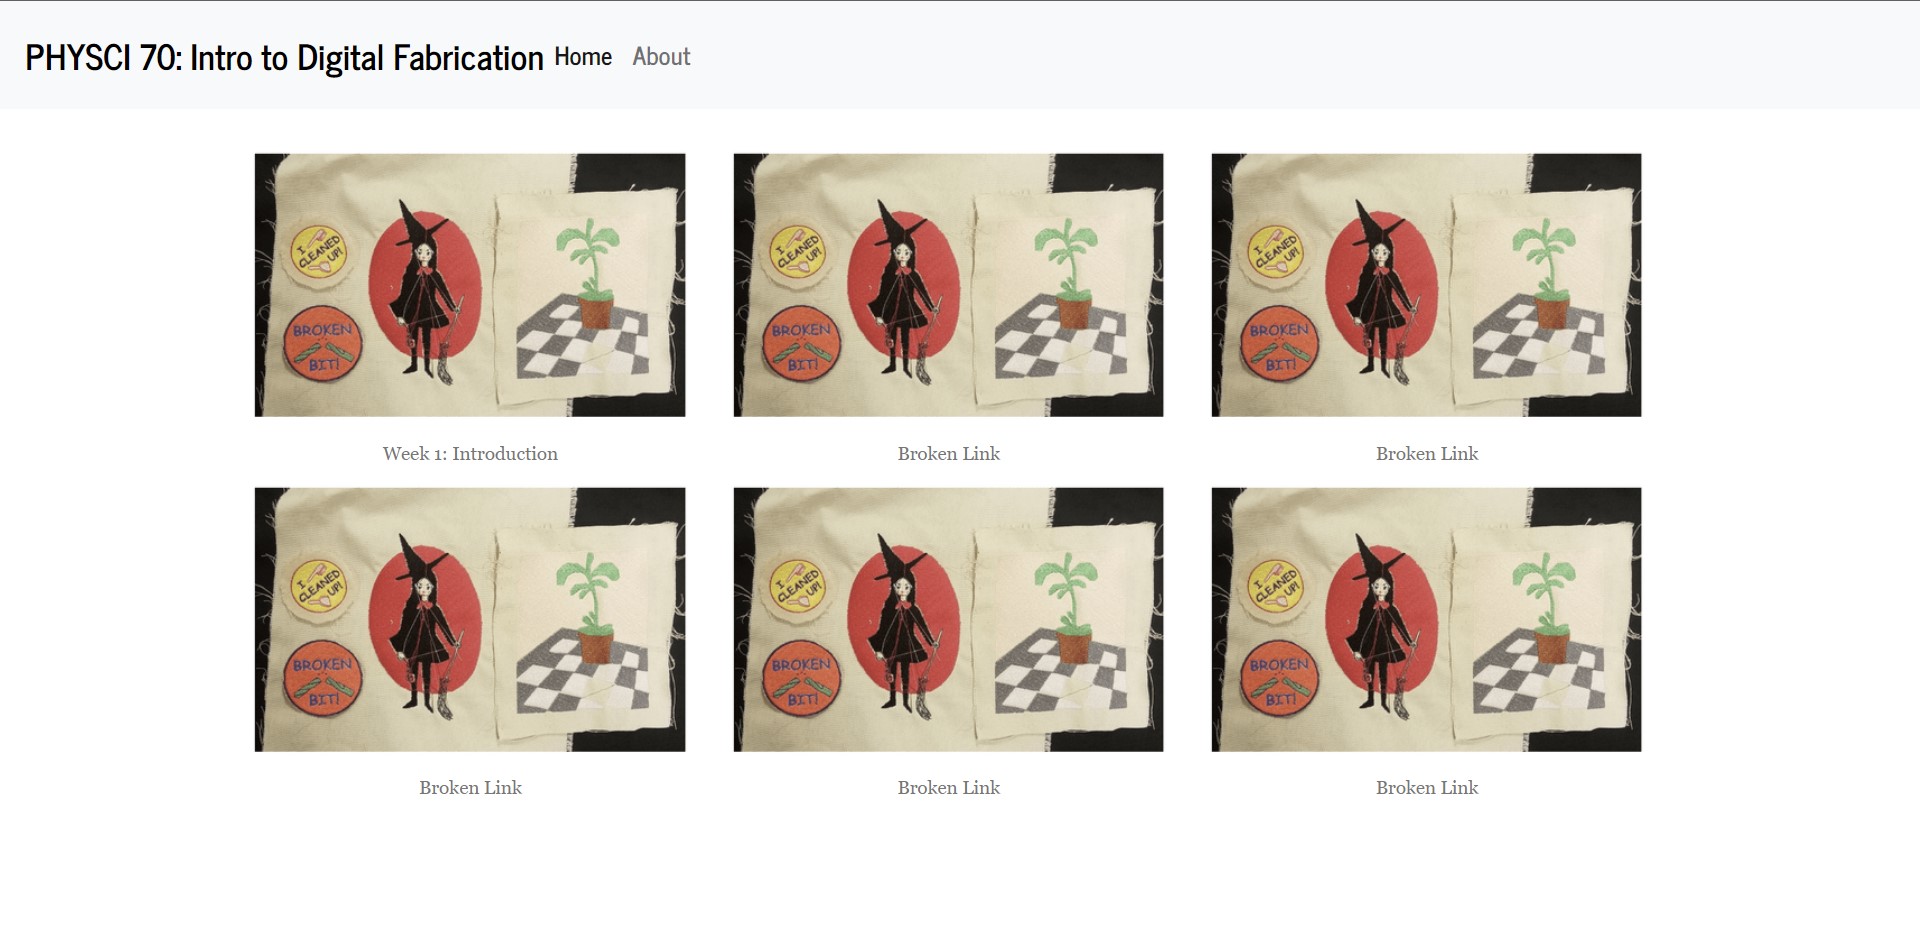 PHYSCI 70: Intro to Digital Fabrication Home About
I
CLEANED
UP!
BROKEN
BIT!
I
CLEANED
UP!
BROKEN
BIT!
I
CLEANED
UP!
BROKEN
BIT!
Week 1: Introduction
Broken Link
Broken Link
I
CLEANED
UP!
BROKEN
BIT!
I
CLEANED
UP!
BROKEN
BIT!
I
CLEANED
UP!
BROKEN
BIT!
Broken Link
Broken Link
Broken Link